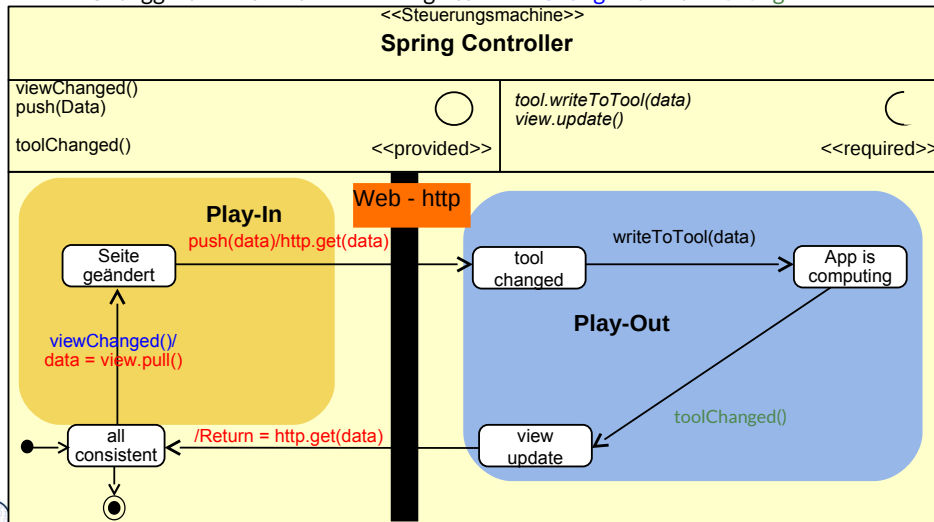 <<Steuerungsmachine>>
Spring Controller
viewChanged()
push(Data)
toolChanged()
<<provided>>
tool.writeToTool(data)
view.update()
<<required>>
Web - http
Play-In
push(data)/http.get(data)
Seite
geändert
viewChanged()/
data = view.pull()
all
consistent
/Return = http.get(data)
tool
changed
writeToTool(data)
App is
computing
Play-Out
toolChanged()
view
update